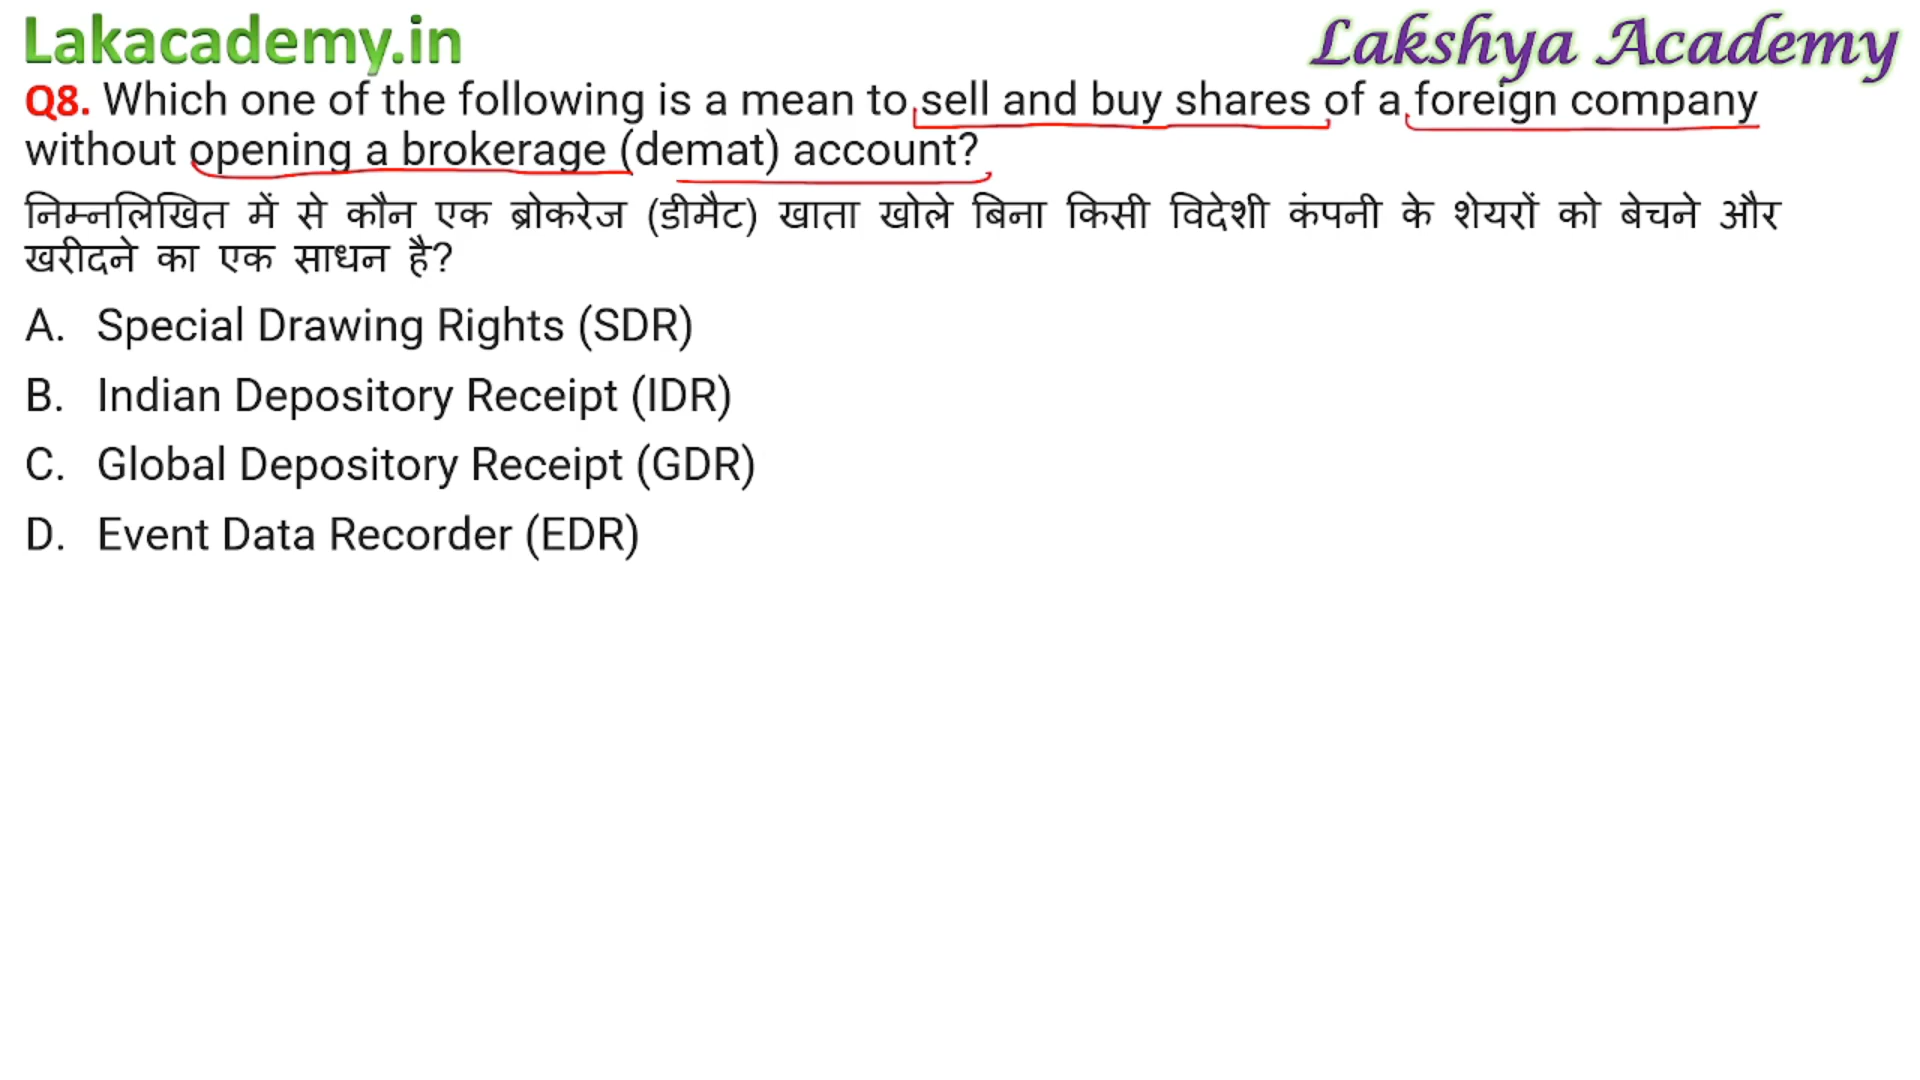 Lakacademy.in
Lakshya Academy
Q8. Which one of the following is a mean to sell and buy shares of a foreign company
without opening a brokerage (demat) account?
निम्नलिखित में से कौन एक ब्रोकरेज (डीमैट) खाता खोले बिना किसी विदेशी कंपनी के शेयरों को बेचने और
खरीदने का एक साधन है?
A. Special Drawing Rights (SDR)
B. Indian Depository Receipt (IDR)
C. Global Depository Receipt (GDR)
D. Event Data Recorder (EDR)